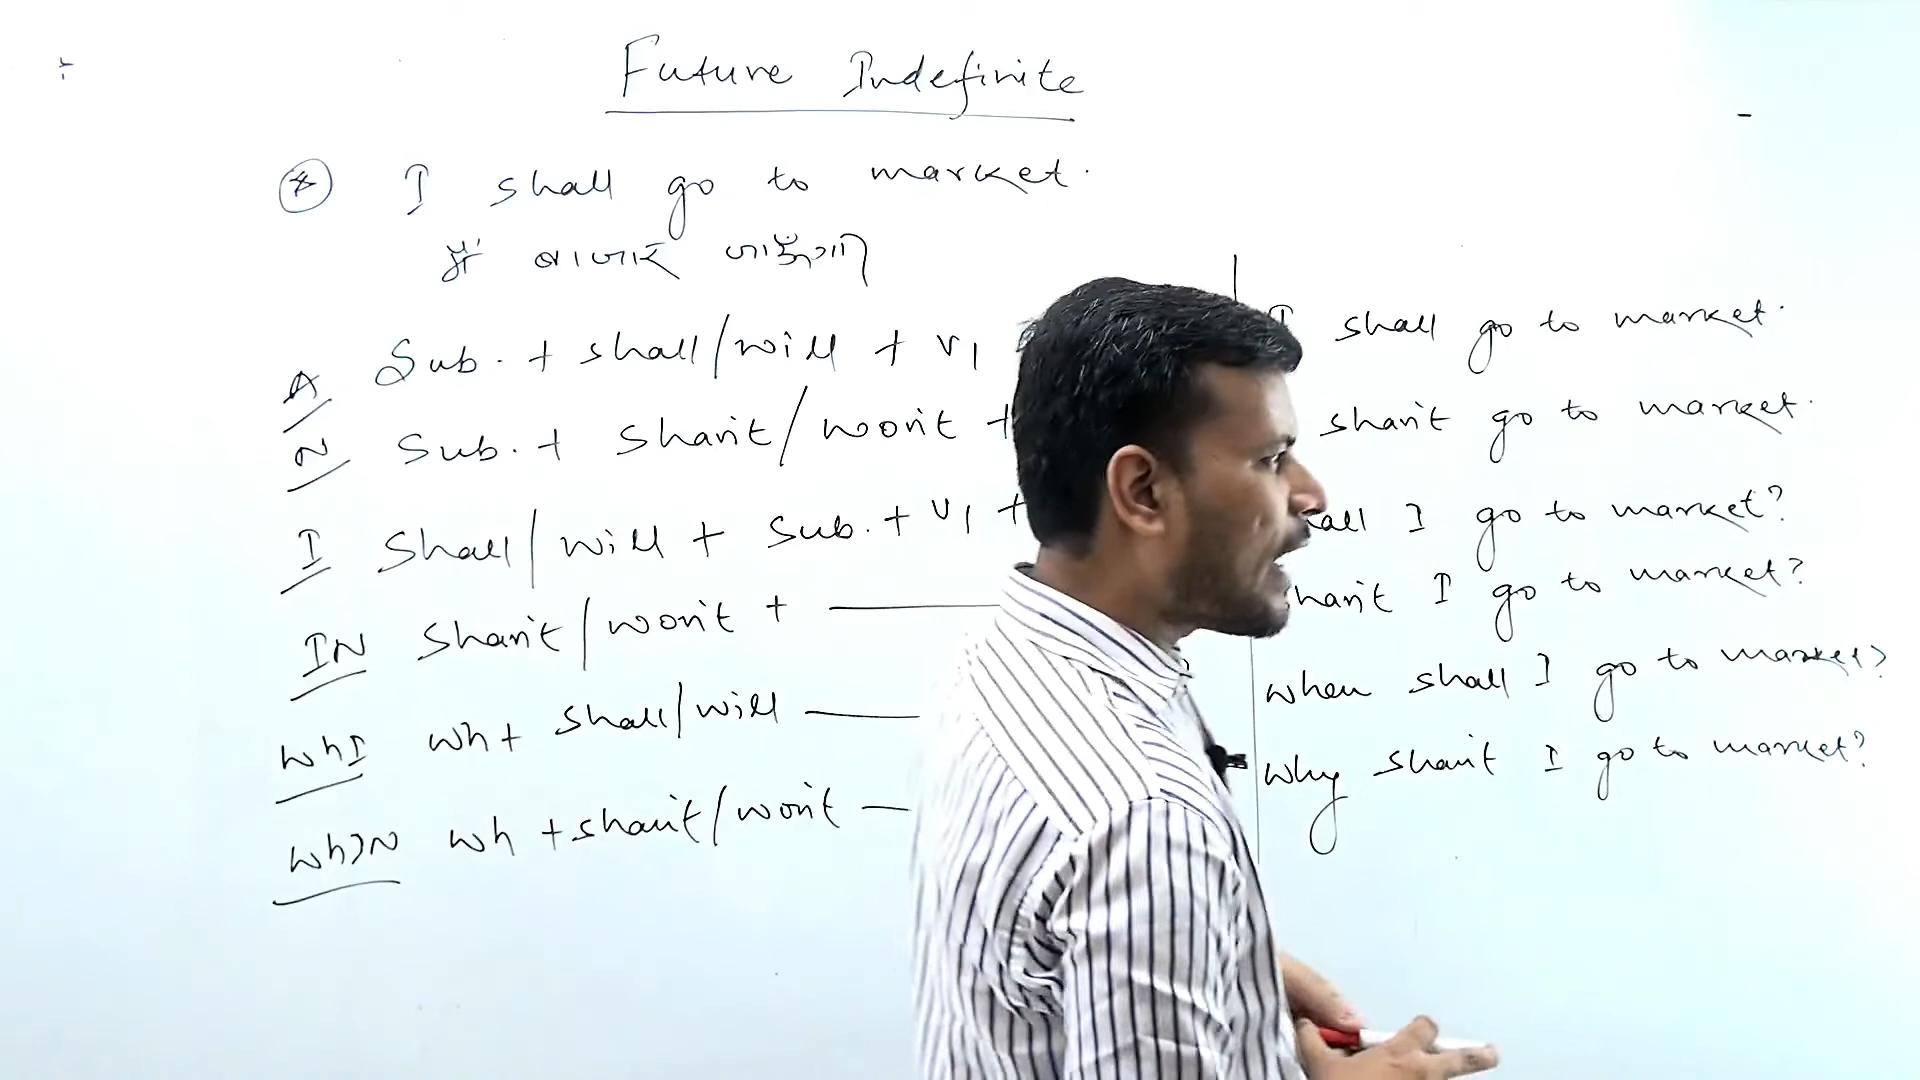 Future Indefinite
I shall go to market.
मैं बाजार जाऊँगा
A Sub. + shall/will + v1
N Sub. + shan't/won't +
I Shall/will + Sub. + v1 +
IN Shan't/won't +
WhI Wh + shall/will
WhIN Wh + shan't/won't
I shall go to market.
shan't go to market.
I go to market?
I go to market?
When shall I go to market?
Why shan't I go to market?